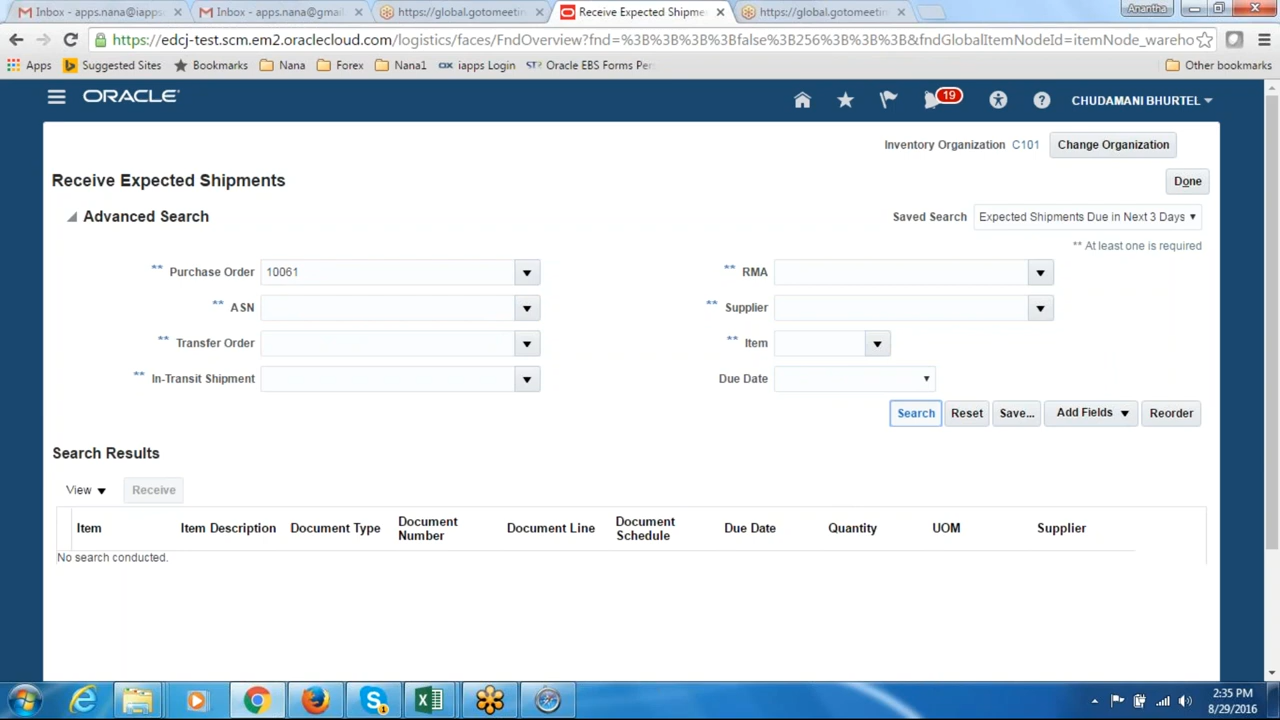 Inbox - apps.nana@iapps
Inbox - apps.nana@gmail
https://global.gotomeetin
Receive Expected Shipme
https://global.gotomeetin
Anantha
https://edcj-test.scm.em2.oraclecloud.com/logistics/faces/FndOverview?fnd=%3B%3B%3B%3Bfalse%3B256%3B%3B%3B&fndGlobalItemNodeId=itemNode_wareho
Apps Suggested Sites Bookmarks Nana Forex Nana1 iapps Login Oracle EBS Forms Per Other bookmarks
ORACLE 19 CHUDAMANI BHURTEL
Inventory Organization C101 Change Organization
Receive Expected Shipments Done
Advanced Search Saved Search Expected Shipments Due in Next 3 Days
** At least one is required
** Purchase Order 10061 ** RMA
** ASN ** Supplier
** Transfer Order ** Item
** In-Transit Shipment Due Date
Search Reset Save... Add Fields Reorder
Search Results
View Receive
Item Item Description Document Type Document Number Document Line Document Schedule Due Date Quantity UOM Supplier
No search conducted.
2:35 PM
8/29/2016